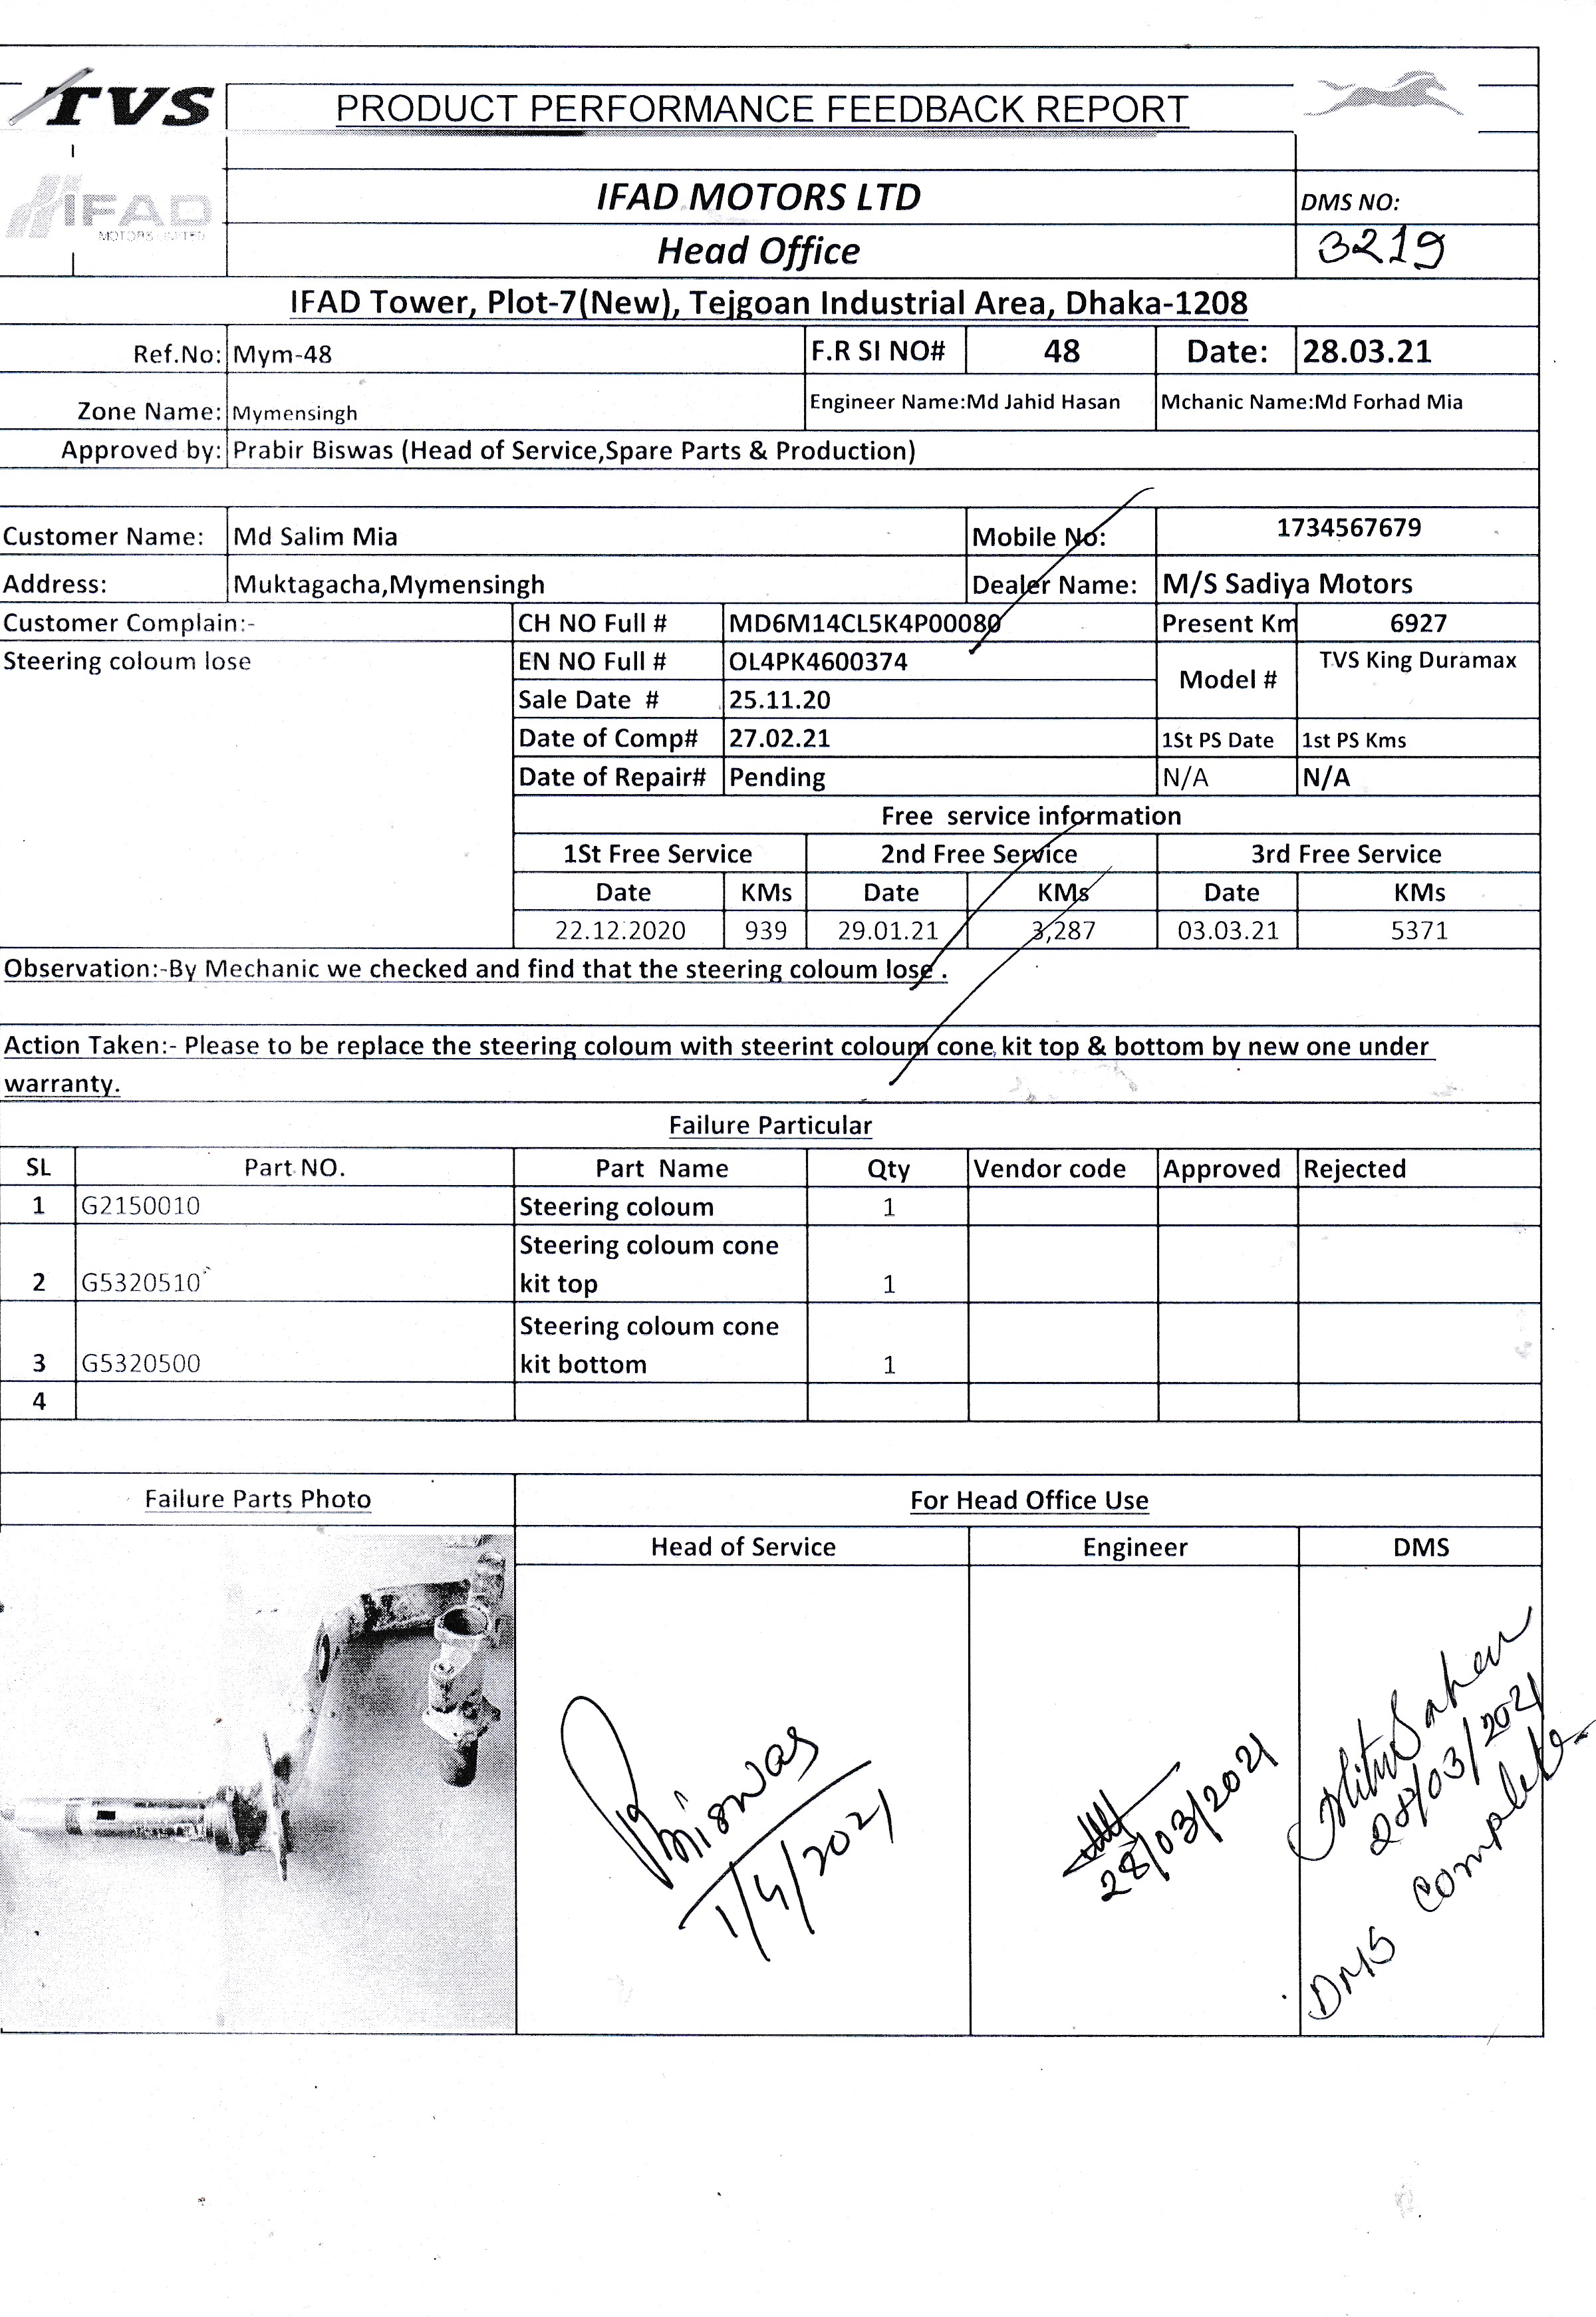 TVS
PRODUCT PERFORMANCE FEEDBACK REPORT
IFAD
MOTORS LIMITED
IFAD MOTORS LTD
DMS NO:
Head Office
3219
IFAD Tower, Plot-7(New), Tejgoan Industrial Area, Dhaka-1208
Ref.No: Mym-48 F.R SI NO# 48 Date: 28.03.21
Zone Name: Mymensingh Engineer Name:Md Jahid Hasan Mchanic Name:Md Forhad Mia
Approved by: Prabir Biswas (Head of Service,Spare Parts & Production)
Customer Name: Md Salim Mia Mobile No: 1734567679
Address: Muktagacha,Mymensingh Dealer Name: M/S Sadiya Motors
Customer Complain:- CH NO Full # MD6M14CL5K4P00080 Present Km 6927
Steering coloum lose EN NO Full # OL4PK4600374 Model # TVS King Duramax
Sale Date # 25.11.20
Date of Comp# 27.02.21 1St PS Date 1st PS Kms
Date of Repair# Pending N/A N/A
Free service information
1St Free Service 2nd Free Service 3rd Free Service
Date KMs Date KMs Date KMs
22.12.2020 939 29.01.21 3,287 03.03.21 5371
Observation:-By Mechanic we checked and find that the steering coloum lose .
Action Taken:- Please to be replace the steering coloum with steerint coloum cone kit top & bottom by new one under
warranty.
Failure Particular
SL Part NO. Part Name Qty Vendor code Approved Rejected
1 G2150010 Steering coloum 1
Steering coloum cone
2 G5320510 kit top 1
Steering coloum cone
3 G5320500 kit bottom 1
4
Failure Parts Photo For Head Office Use
Head of Service Engineer DMS
Biswas
1/4/2021
28/03/2021
28/03/2021
DMS Complete